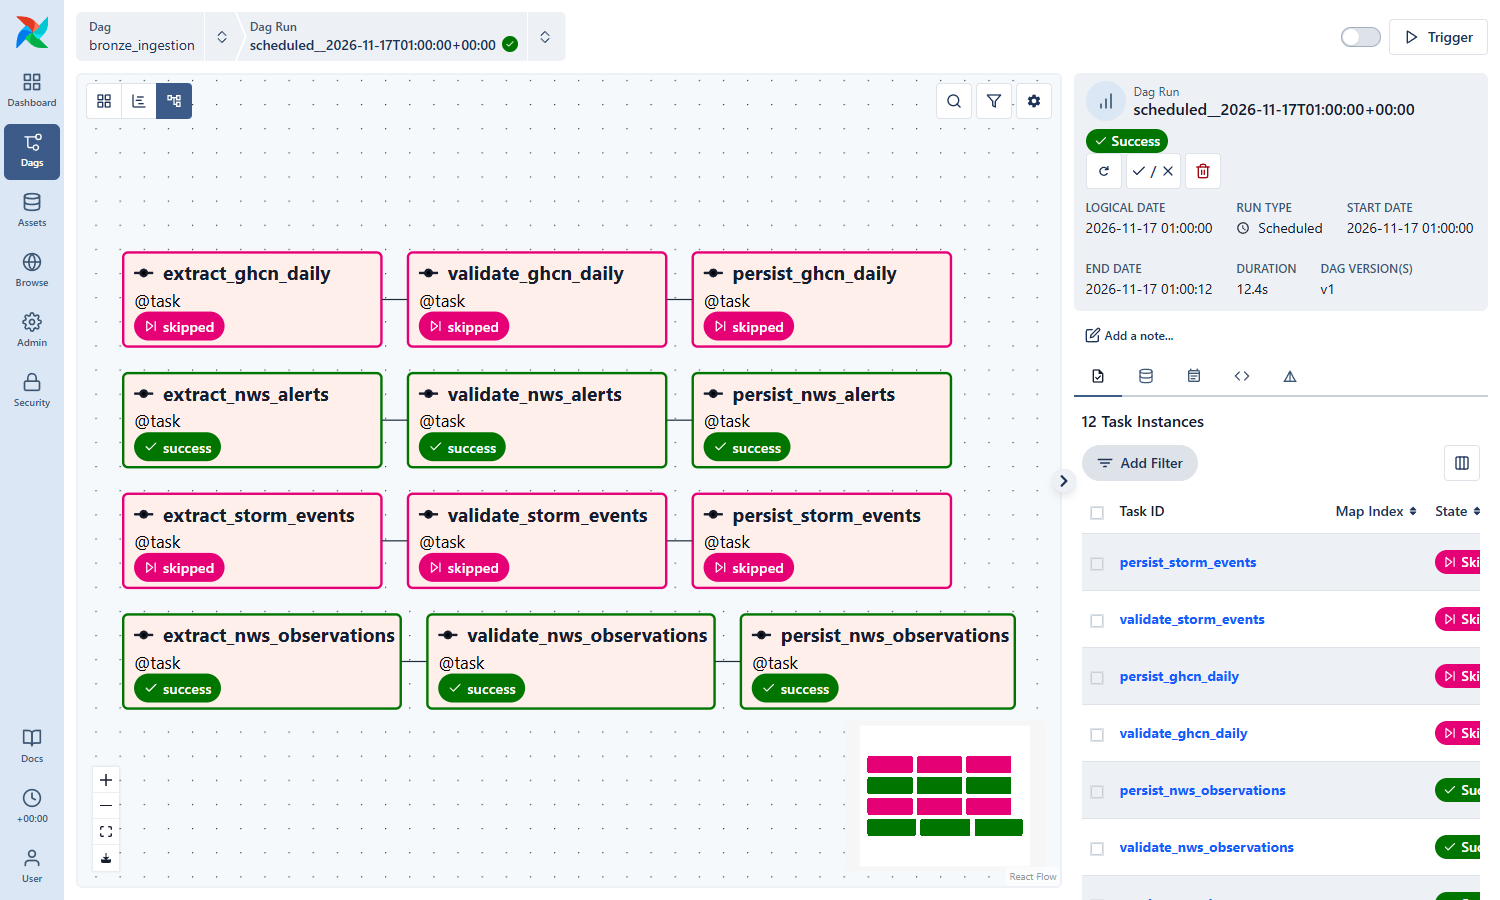 Dag
bronze_ingestion
Dag Run
scheduled__2026-11-17T01:00:00+00:00
Trigger
Dashboard
Dags
Assets
Browse
Admin
Security
Docs
+00:00
User
extract_ghcn_daily
@task
skipped
validate_ghcn_daily
@task
skipped
persist_ghcn_daily
@task
skipped
extract_nws_alerts
@task
success
validate_nws_alerts
@task
success
persist_nws_alerts
@task
success
extract_storm_events
@task
skipped
validate_storm_events
@task
skipped
persist_storm_events
@task
skipped
extract_nws_observations
@task
success
validate_nws_observations
@task
success
persist_nws_observations
@task
success
React Flow
Dag Run
scheduled__2026-11-17T01:00:00+00:00
Success
/
LOGICAL DATE
2026-11-17 01:00:00
RUN TYPE
Scheduled
START DATE
2026-11-17 01:00:00
END DATE
2026-11-17 01:00:12
DURATION
12.4s
DAG VERSION(S)
v1
Add a note...
12 Task Instances
Add Filter
Task ID Map Index State
persist_storm_events Ski
validate_storm_events Ski
persist_ghcn_daily Ski
validate_ghcn_daily Ski
persist_nws_observations Suc
validate_nws_observations Suc